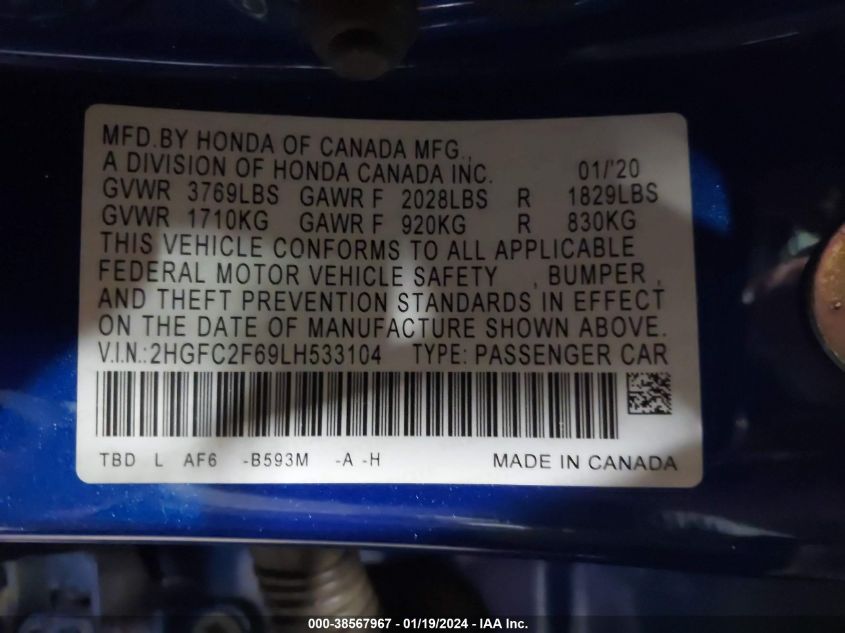 MFD.BY HONDA OF CANADA MFG.,
A DIVISION OF HONDA CANADA INC. 01/'20
GVWR 3769LBS GAWR F 2028LBS R 1829LBS
GVWR 1710KG GAWR F 920KG R 830KG
THIS VEHICLE CONFORMS TO ALL APPLICABLE
FEDERAL MOTOR VEHICLE SAFETY , BUMPER ,
AND THEFT PREVENTION STANDARDS IN EFFECT
ON THE DATE OF MANUFACTURE SHOWN ABOVE.
V.I.N.:2HGFC2F69LH533104 TYPE: PASSENGER CAR
TBD L AF6 -B593M -A -H MADE IN CANADA
000-38567967 - 01/19/2024 - IAA Inc.